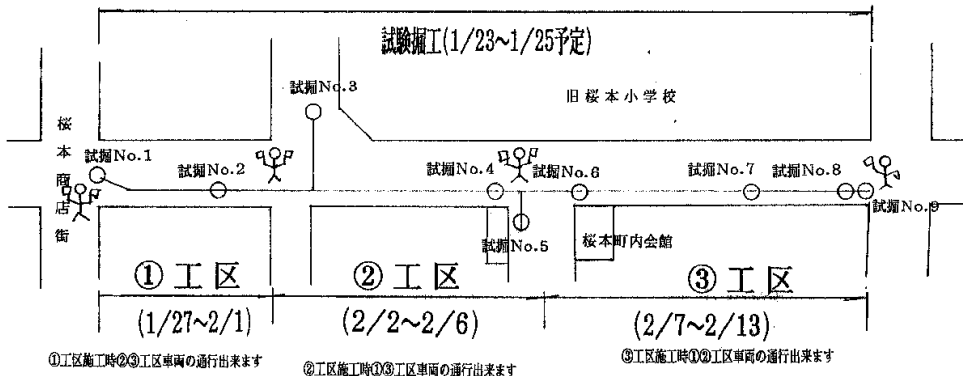 試験掘工(1/23~1/25予定)
試掘No.3
旧桜本小学校
桜本商店街
試掘No.1
試掘No.2
試掘No.4
試掘No.6
試掘No.7
試掘No.8
試掘No.9
試掘No.5
桜本町内会館
①工区
②工区
③工区
(1/27~2/1)
(2/2~2/6)
(2/7~2/13)
①工区施工時②③工区車両の通行出来ます
②工区施工時①③工区車両の通行出来ます
③工区施工時①②工区車両の通行出来ます